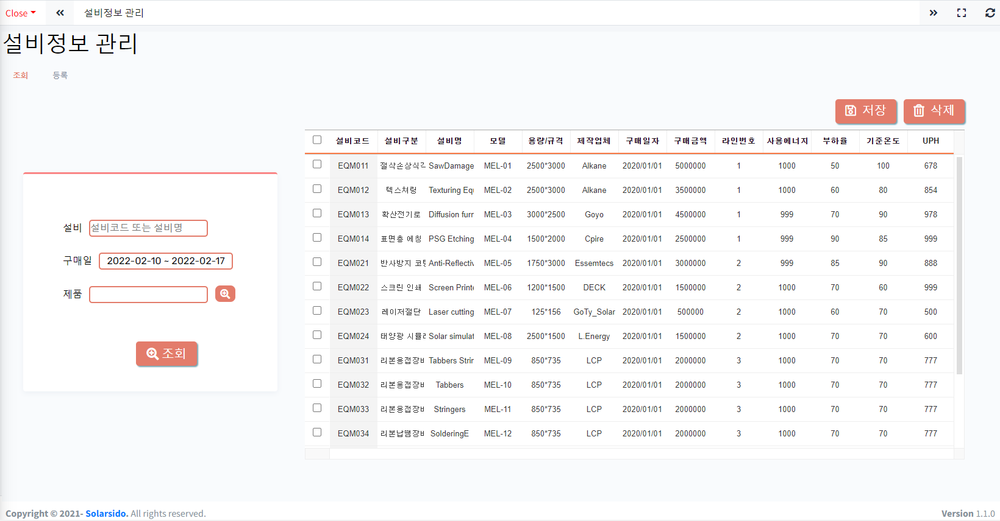 Close
설비정보 관리
설비정보 관리
조회 등록
저장 삭제
설비코드 설비구분 설비명 모델 용량/규격 제작업체 구매일자 구매금액 라인번호 사용에너지 부하율 기준온도 UPH
EQM011 절삭손상식각 SawDamage MEL-01 2500*3000 Alkane 2020/01/01 5000000 1 1000 50 100 678
EQM012 텍스쳐링 Texturing Equ MEL-02 2500*3000 Alkane 2020/01/01 3500000 1 1000 60 80 854
EQM013 확산전기로 Diffusion furn MEL-03 3000*2500 Goyo 2020/01/01 4500000 1 999 70 90 978
EQM014 표면층 에칭 PSG Etching MEL-04 1500*2000 Cpire 2020/01/01 2500000 1 999 90 85 999
EQM021 반사방지 코팅 Anti-Reflectiv MEL-05 1750*3000 Essemtecs 2020/01/01 3000000 2 999 85 90 888
EQM022 스크린 인쇄 Screen Printe MEL-06 1200*1500 DECK 2020/01/01 1500000 2 1000 70 60 999
EQM023 레이저절단 Laser cutting MEL-07 125*156 GoTy_Solar 2020/01/01 500000 2 1000 60 70 500
EQM024 태양광 시뮬레 Solar simulat MEL-08 2500*1500 L.Energy 2020/01/01 1500000 2 1000 70 70 600
EQM031 리본용접장비 Tabbers Strin MEL-09 850*735 LCP 2020/01/01 2000000 3 1000 70 70 777
EQM032 리본용접장비 Tabbers MEL-10 850*735 LCP 2020/01/01 2000000 3 1000 70 70 777
EQM033 리본용접장비 Stringers MEL-11 850*735 LCP 2020/01/01 2000000 3 1000 70 70 777
EQM034 리본납땜장비 SolderingE MEL-12 850*735 LCP 2020/01/01 2000000 3 1000 70 70 777
설비 설비코드 또는 설비명
구매일 2022-02-10 ~ 2022-02-17
제품
조회
Copyright © 2021- Solarsido. All rights reserved.
Version 1.1.0